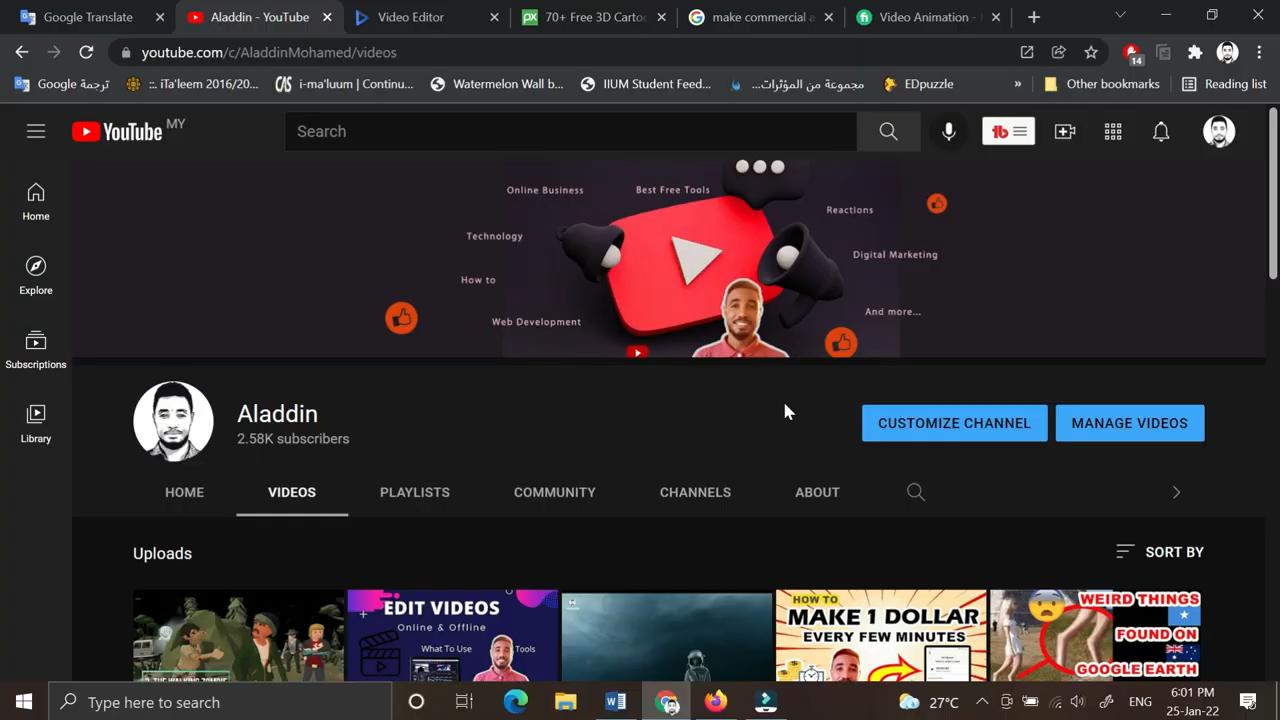 Google Translate
Aladdin - YouTube
Video Editor
70+ Free 3D Cartoo
make commercial a
Video Animation -
youtube.com/c/AladdinMohamed/videos
14
ترجمة Google
::. iTa'leem 2016/20...
i-ma'luum | Continu...
Watermelon Wall b...
IIUM Student Feed...
مجموعة من المؤثرات...
EDpuzzle
»
Other bookmarks
Reading list
YouTube MY
Search
Home
Explore
Subscriptions
Library
Online Business
Best Free Tools
Reactions
Technology
Digital Marketing
How to
And more...
Web Development
Aladdin
2.58K subscribers
CUSTOMIZE CHANNEL
MANAGE VIDEOS
HOME
VIDEOS
PLAYLISTS
COMMUNITY
CHANNELS
ABOUT
Uploads
SORT BY
EDIT VIDEOS
Online & Offline
What To Use
Tools
HOW TO
MAKE 1 DOLLAR
EVERY FEW MINUTES
WEIRD THINGS
FOUND ON
GOOGLE EARTH
Type here to search
27°C
ENG
6:01 PM
25-Jan-22